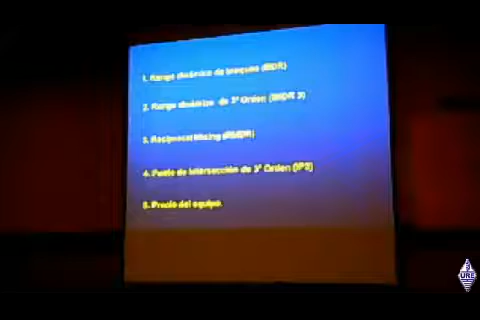 1. Rango dinámico de bloqueo (BDR)
2. Rango dinámico de 3º Orden (IMDR 3)
3. Reciprocal Mixing (RMDR)
4. Punto de intersección de 3º Orden (IP3)
5. Precio del equipo.
URE